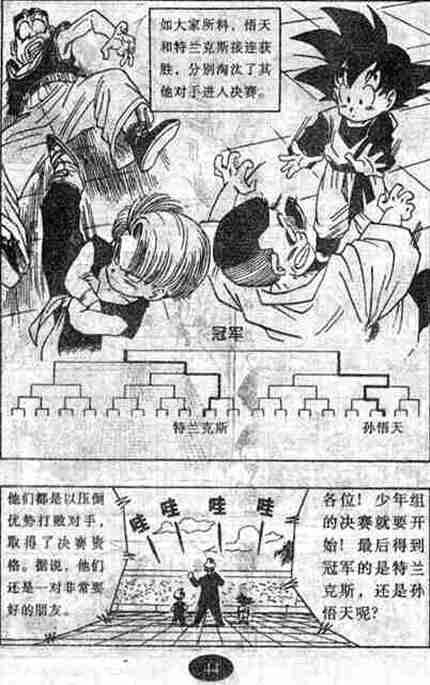 如大家所料，悟天
和特兰克斯接连获
胜，分别淘汰了其
他对手进人决赛。
冠军
特兰克斯
孙悟天
他们都是以压倒
优势打败对手，
取得了决赛资
格。据说，他们
还是一对非常要
好的朋友。
哇 哇 哇 哇
各位！少年组
的决赛就要开
始！最后得到
冠军的是特兰
克斯，还是孙
悟天呢？
44